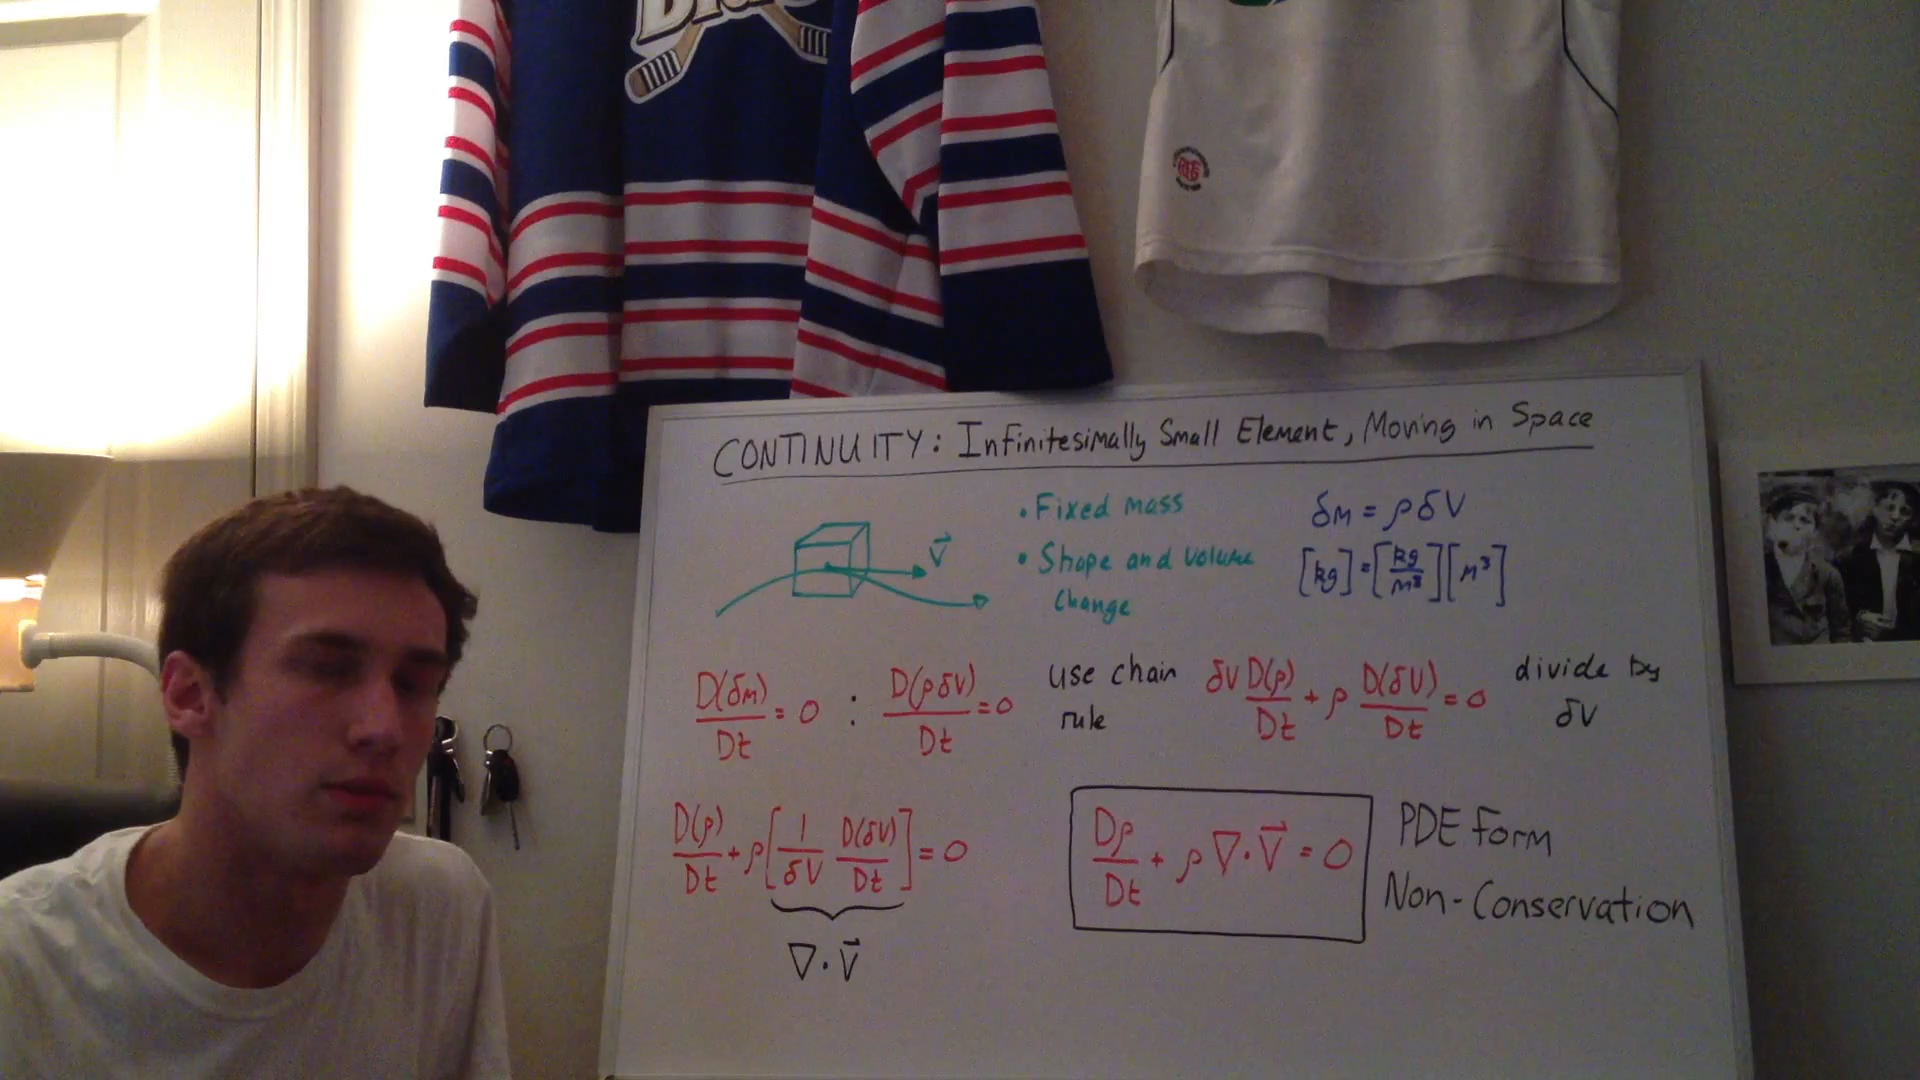 CONTINUITY: Infinitesimally Small Element, Moving in Space
• Fixed mass
• Shape and volume
change
V⃗
δm = ρδV
[kg] = [kg/m³][m³]
D(δm)/Dt = 0 : D(ρδV)/Dt = 0
use chain
rule
δV D(ρ)/Dt + ρ D(δV)/Dt = 0
divide by
δV
D(ρ)/Dt + ρ[1/δV D(δV)/Dt] = 0
∇·V⃗
Dρ/Dt + ρ∇·V⃗ = 0
PDE form
Non-Conservation